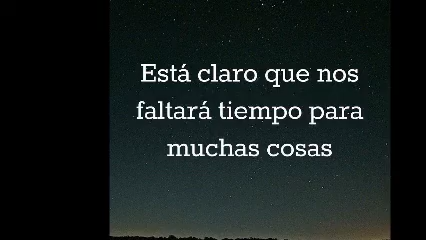 Está claro que nos
faltará tiempo para
muchas cosas